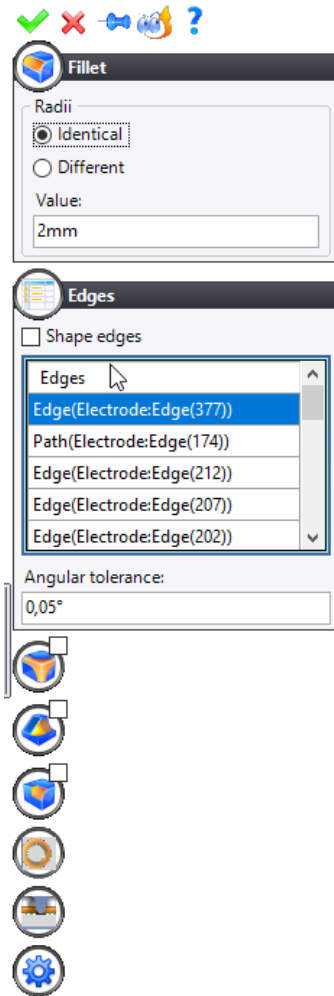 ?
Fillet
Radii
Identical
Different
Value:
2mm
Edges
Shape edges
Edges
Edge(Electrode:Edge(377))
Path(Electrode:Edge(174))
Edge(Electrode:Edge(212))
Edge(Electrode:Edge(207))
Edge(Electrode:Edge(202))
Angular tolerance:
0,05°